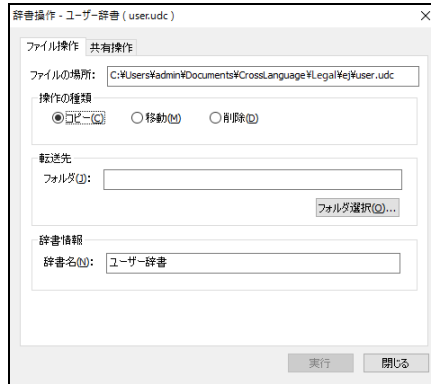 辞書操作 - ユーザー辞書 ( user.udc )
ファイル操作 共有操作
ファイルの場所: C:¥Users¥admin¥Documents¥CrossLanguage¥Legal¥ej¥user.udc
操作の種類
コピー(C) 移動(M) 削除(D)
転送先
フォルダ(J):
フォルダ選択(O)...
辞書情報
辞書名(N): ユーザー辞書
実行 閉じる